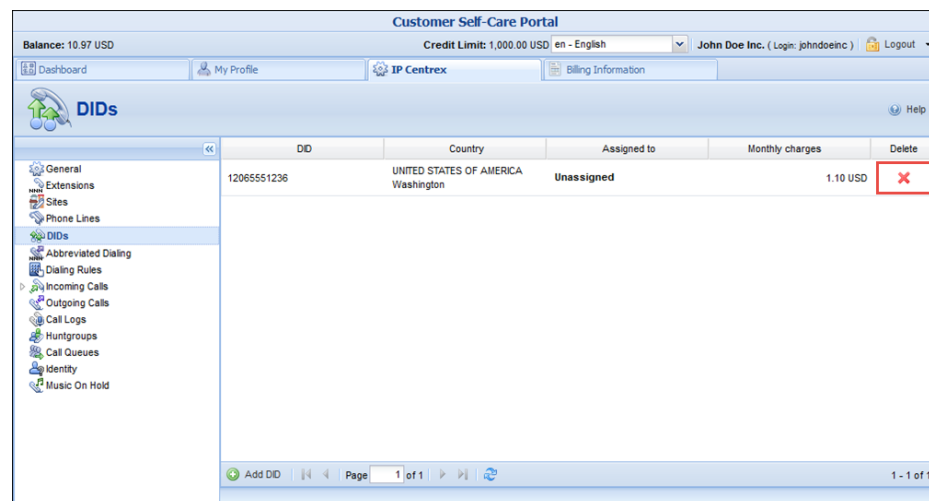 Customer Self-Care Portal
Balance: 10.97 USD Credit Limit: 1,000.00 USD en - English John Doe Inc. ( Login: johndoeinc ) Logout
Dashboard My Profile IP Centrex Billing Information
DIDs Help
DID Country Assigned to Monthly charges Delete
General
Extensions
Sites
Phone Lines
DIDs
Abbreviated Dialing
Dialing Rules
Incoming Calls
Outgoing Calls
Call Logs
Huntgroups
Call Queues
Identity
Music On Hold
12065551236 UNITED STATES OF AMERICA Unassigned 1.10 USD
Washington
Add DID Page 1 of 1 1 - 1 of 1